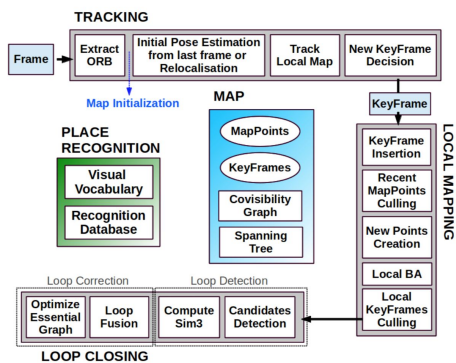 TRACKING
Frame
Extract
ORB
Initial Pose Estimation
from last frame or
Relocalisation
Track
Local Map
New KeyFrame
Decision
Map Initialization
KeyFrame
MAP
MapPoints
KeyFrames
Covisibility
Graph
Spanning
Tree
PLACE
RECOGNITION
Visual
Vocabulary
Recognition
Database
LOCAL MAPPING
KeyFrame
Insertion
Recent
MapPoints
Culling
New Points
Creation
Local BA
Local
KeyFrames
Culling
Loop Correction
Loop Detection
Optimize
Essential
Graph
Loop
Fusion
Compute
Sim3
Candidates
Detection
LOOP CLOSING